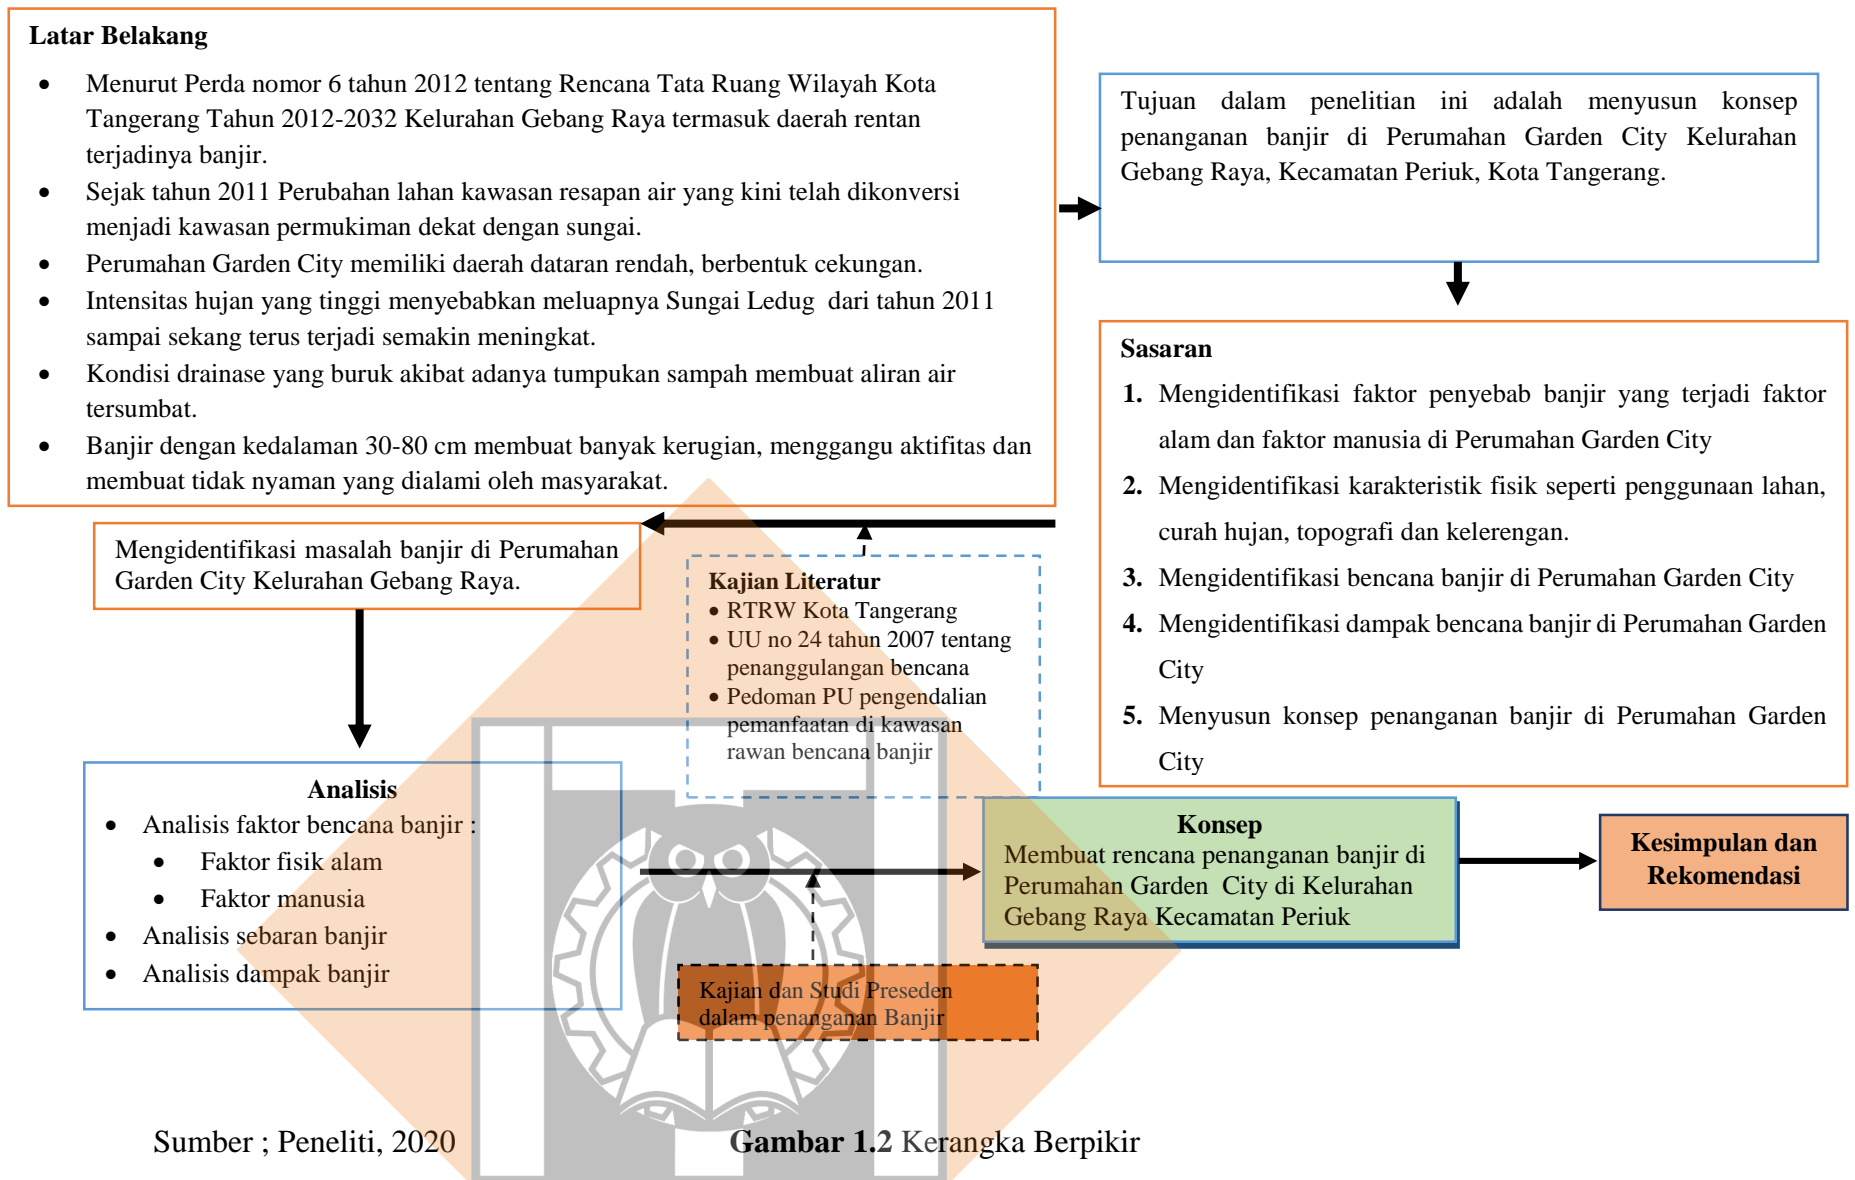 Latar Belakang
• Menurut Perda nomor 6 tahun 2012 tentang Rencana Tata Ruang Wilayah Kota
Tangerang Tahun 2012-2032 Kelurahan Gebang Raya termasuk daerah rentan
terjadinya banjir.
• Sejak tahun 2011 Perubahan lahan kawasan resapan air yang kini telah dikonversi
menjadi kawasan permukiman dekat dengan sungai.
• Perumahan Garden City memiliki daerah dataran rendah, berbentuk cekungan.
• Intensitas hujan yang tinggi menyebabkan meluapnya Sungai Ledug dari tahun 2011
sampai sekang terus terjadi semakin meningkat.
• Kondisi drainase yang buruk akibat adanya tumpukan sampah membuat aliran air
tersumbat.
• Banjir dengan kedalaman 30-80 cm membuat banyak kerugian, menggangu aktifitas dan
membuat tidak nyaman yang dialami oleh masyarakat.
Tujuan dalam penelitian ini adalah menyusun konsep
penanganan banjir di Perumahan Garden City Kelurahan
Gebang Raya, Kecamatan Periuk, Kota Tangerang.
Sasaran
1. Mengidentifikasi faktor penyebab banjir yang terjadi faktor
alam dan faktor manusia di Perumahan Garden City
2. Mengidentifikasi karakteristik fisik seperti penggunaan lahan,
curah hujan, topografi dan kelerengan.
3. Mengidentifikasi bencana banjir di Perumahan Garden City
4. Mengidentifikasi dampak bencana banjir di Perumahan Garden
City
5. Menyusun konsep penanganan banjir di Perumahan Garden
City
Mengidentifikasi masalah banjir di Perumahan
Garden City Kelurahan Gebang Raya.
Kajian Literatur
• RTRW Kota Tangerang
• UU no 24 tahun 2007 tentang
penanggulangan bencana
• Pedoman PU pengendalian
pemanfaatan di kawasan
rawan bencana banjir
Analisis
• Analisis faktor bencana banjir :
• Faktor fisik alam
• Faktor manusia
• Analisis sebaran banjir
• Analisis dampak banjir
Kajian dan Studi Preseden
dalam penanganan Banjir
Konsep
Membuat rencana penanganan banjir di
Perumahan Garden City di Kelurahan
Gebang Raya Kecamatan Periuk
Kesimpulan dan
Rekomendasi
Sumber ; Peneliti, 2020
Gambar 1.2 Kerangka Berpikir